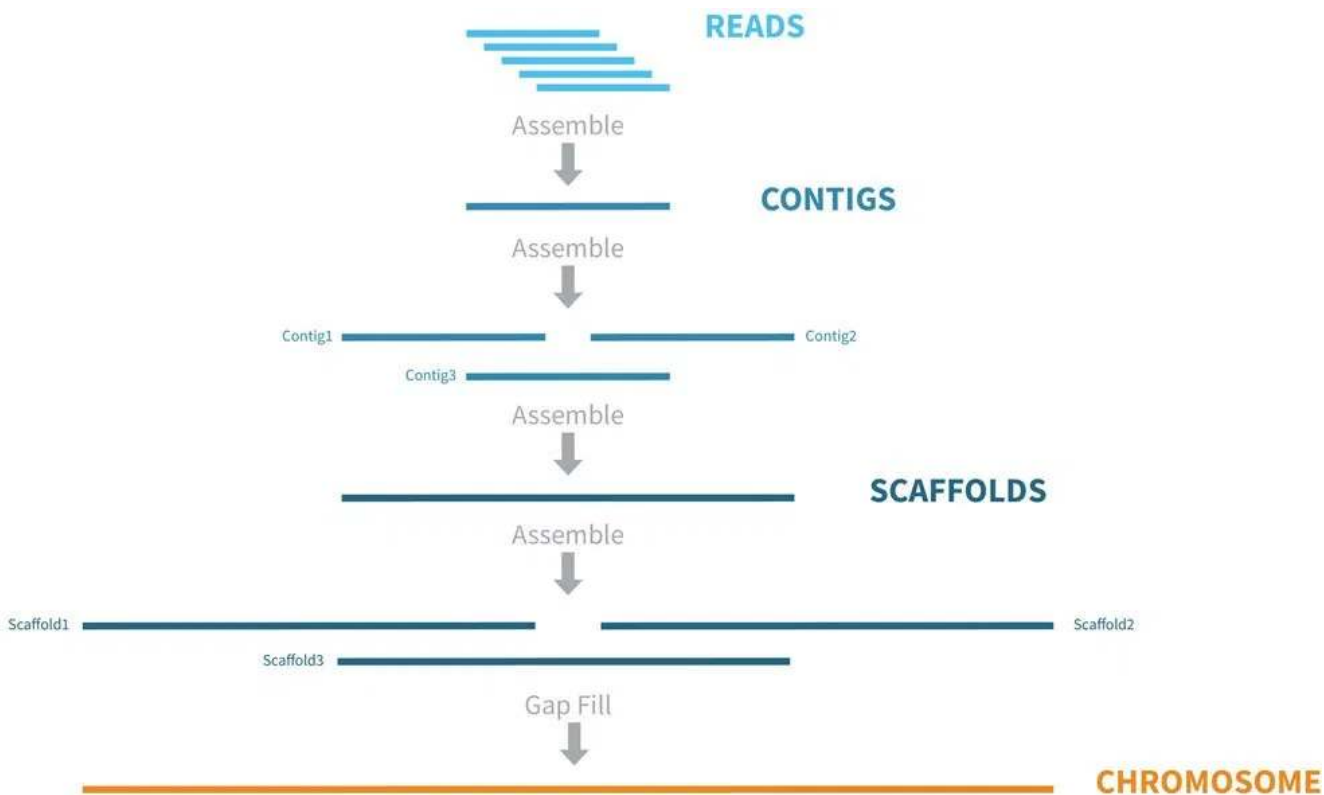 READS
Assemble
CONTIGS
Assemble
Contig1
Contig2
Contig3
Assemble
SCAFFOLDS
Assemble
Scaffold1
Scaffold2
Scaffold3
Gap Fill
CHROMOSOME